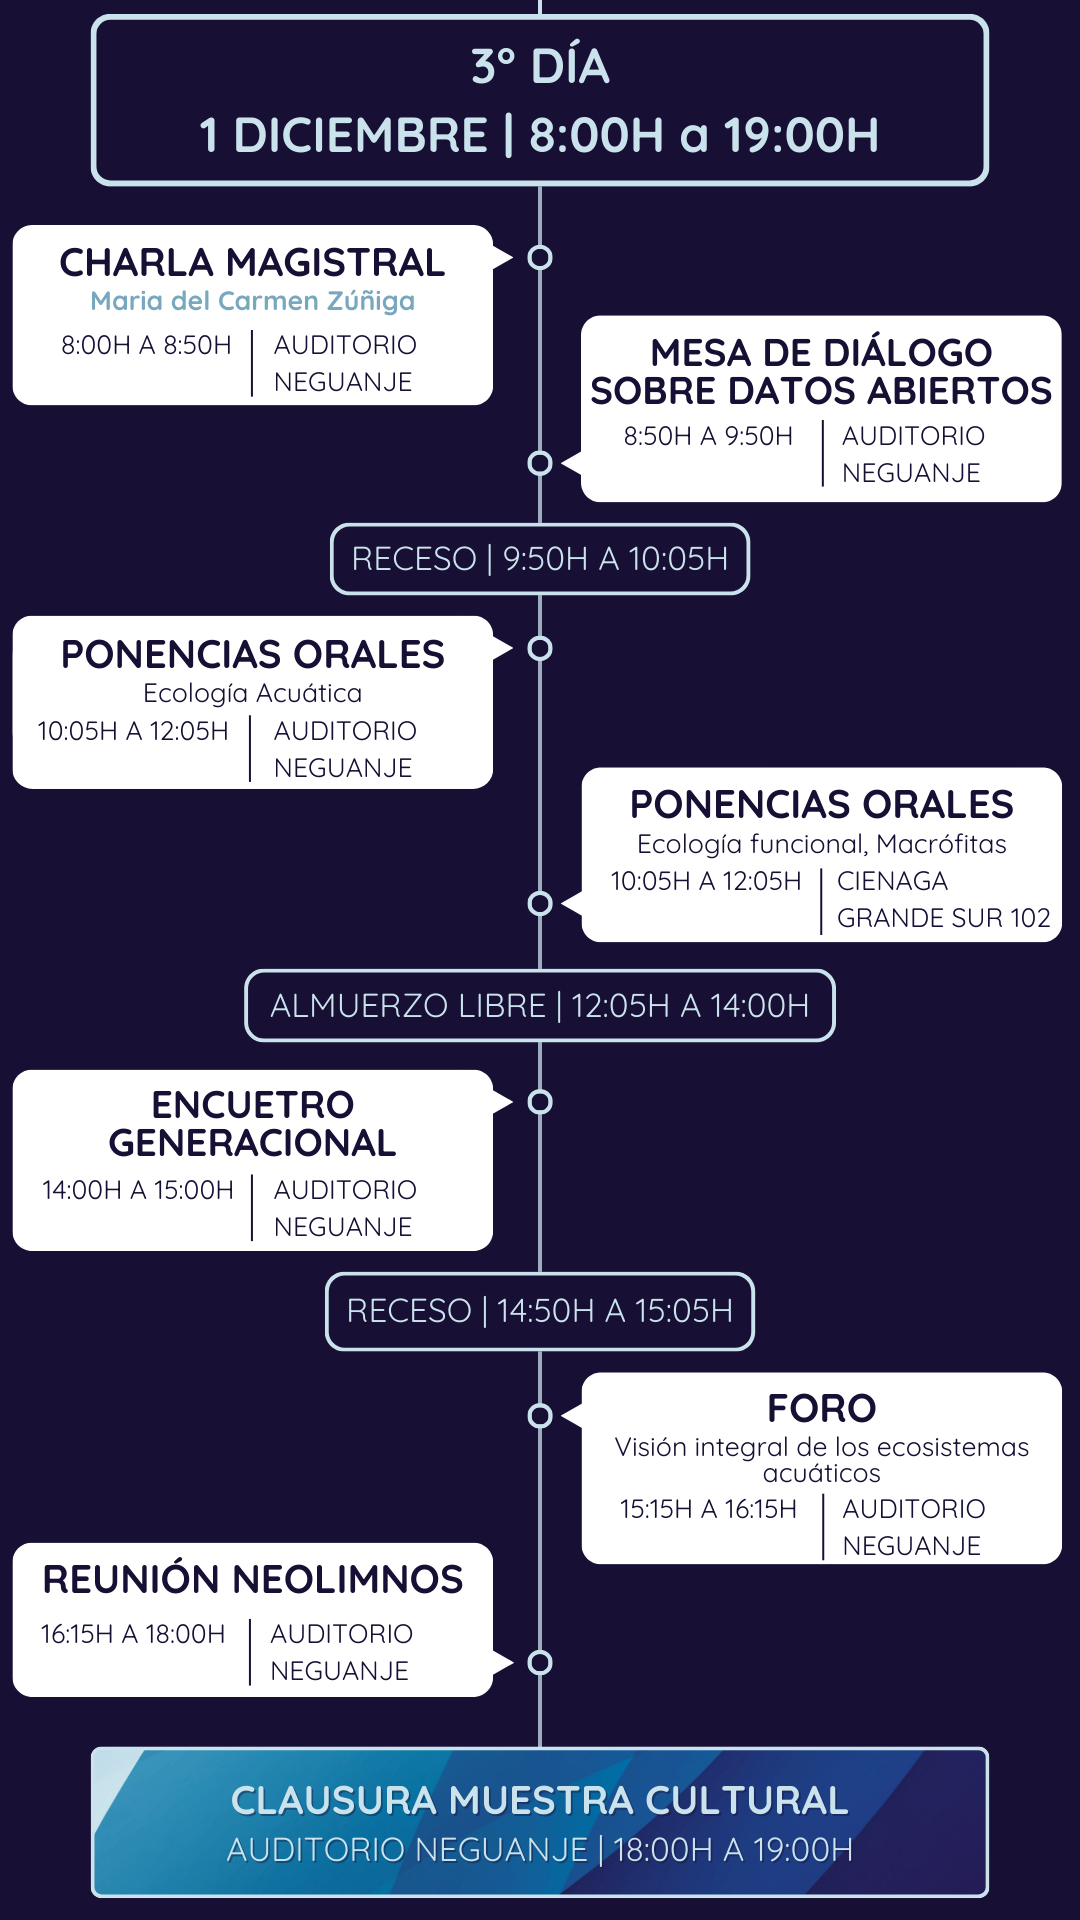 3° DÍA
1 DICIEMBRE | 8:00H a 19:00H
CHARLA MAGISTRAL
Maria del Carmen Zúñiga
8:00H A 8:50H
AUDITORIO
NEGUANJE
MESA DE DIÁLOGO
SOBRE DATOS ABIERTOS
8:50H A 9:50H
AUDITORIO
NEGUANJE
RECESO | 9:50H A 10:05H
PONENCIAS ORALES
Ecología Acuática
10:05H A 12:05H
AUDITORIO
NEGUANJE
PONENCIAS ORALES
Ecología funcional, Macrófitas
10:05H A 12:05H
CIENAGA
GRANDE SUR 102
ALMUERZO LIBRE | 12:05H A 14:00H
ENCUETRO
GENERACIONAL
14:00H A 15:00H
AUDITORIO
NEGUANJE
RECESO | 14:50H A 15:05H
FORO
Visión integral de los ecosistemas
acuáticos
15:15H A 16:15H
AUDITORIO
NEGUANJE
REUNIÓN NEOLIMNOS
16:15H A 18:00H
AUDITORIO
NEGUANJE
CLAUSURA MUESTRA CULTURAL
AUDITORIO NEGUANJE | 18:00H A 19:00H